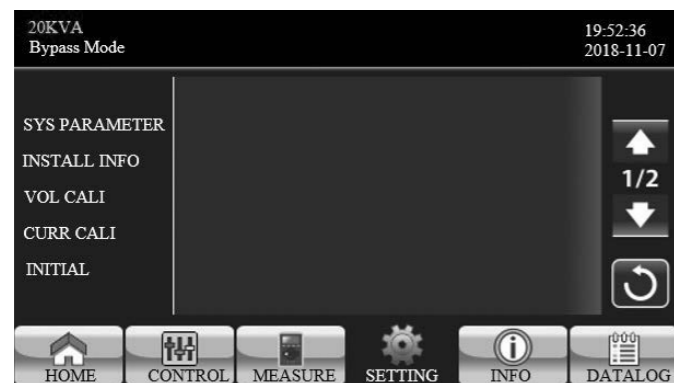 20KVA
Bypass Mode
19:52:36
2018-11-07
SYS PARAMETER
INSTALL INFO
VOL CALI
CURR CALI
INITIAL
1/2
HOME
CONTROL
MEASURE
SETTING
INFO
DATALOG